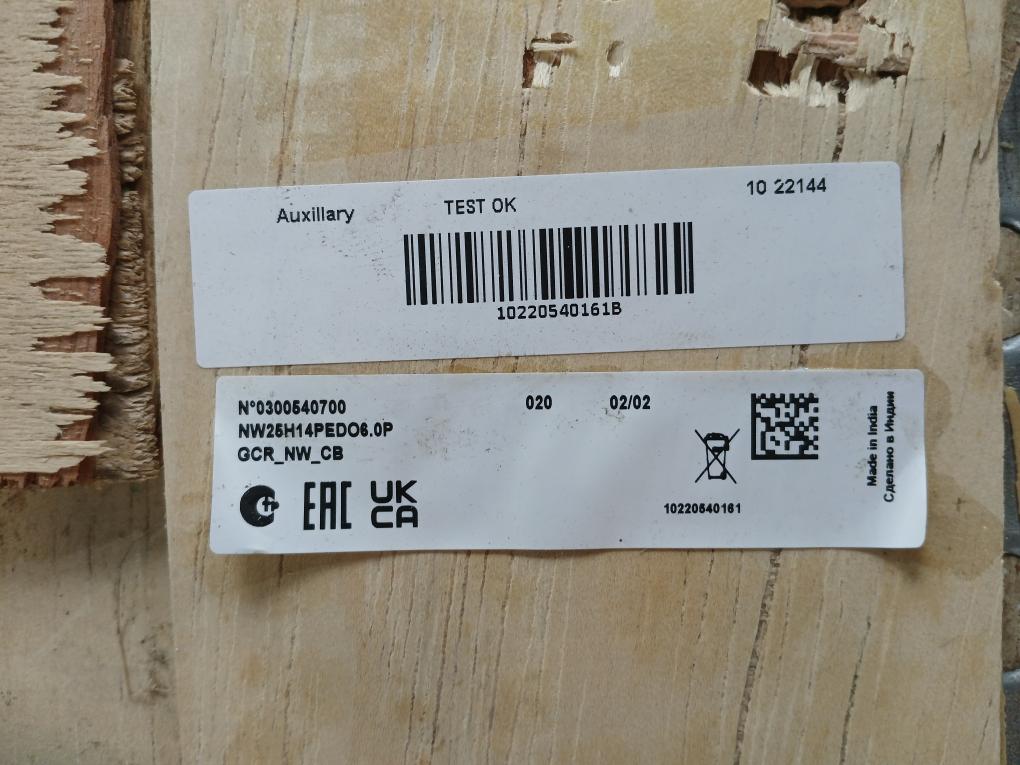 Auxillary TEST OK 10 22144
10220540161B
N°0300540700 020 02/02
NW25H14PEDO6.0P
GCR_NW_CB
EAC UK
CA
10220540161
Made in India
Сделано в Индии